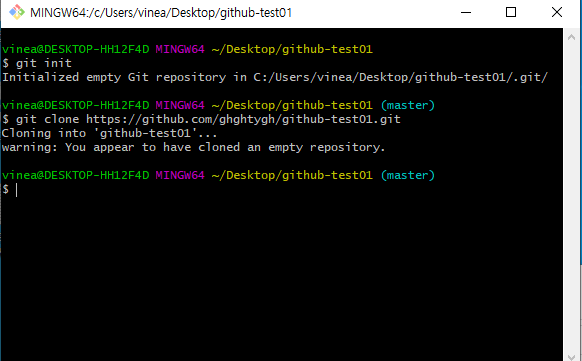 MINGW64:/c/Users/vinea/Desktop/github-test01
vinea@DESKTOP-HH12F4D MINGW64 ~/Desktop/github-test01
$ git init
Initialized empty Git repository in C:/Users/vinea/Desktop/github-test01/.git/
vinea@DESKTOP-HH12F4D MINGW64 ~/Desktop/github-test01 (master)
$ git clone https://github.com/ghghtygh/github-test01.git
Cloning into 'github-test01'...
warning: You appear to have cloned an empty repository.
vinea@DESKTOP-HH12F4D MINGW64 ~/Desktop/github-test01 (master)
$